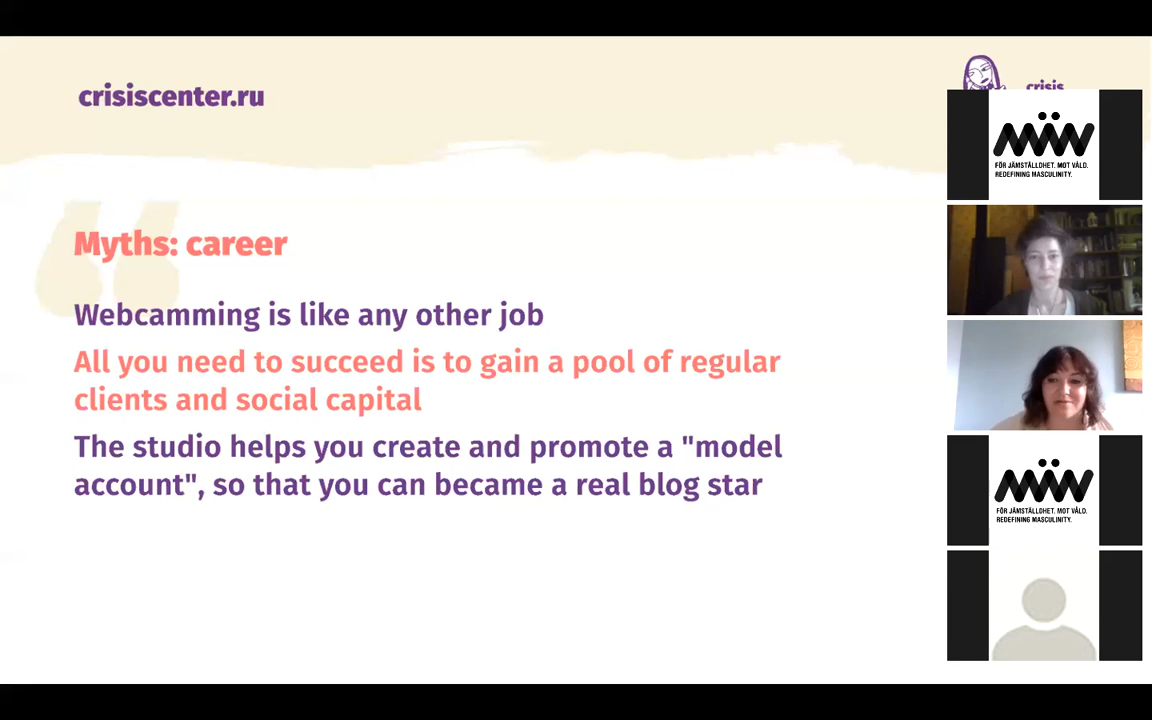 crisiscenter.ru
crisis
FÖR JÄMSTÄLLDHET. MOT VÅLD.
REDEFINING MASCULINITY.
Myths: career
Webcamming is like any other job
All you need to succeed is to gain a pool of regular
clients and social capital
The studio helps you create and promote a "model
account", so that you can became a real blog star
FÖR JÄMSTÄLLDHET. MOT VÅLD.
REDEFINING MASCULINITY.